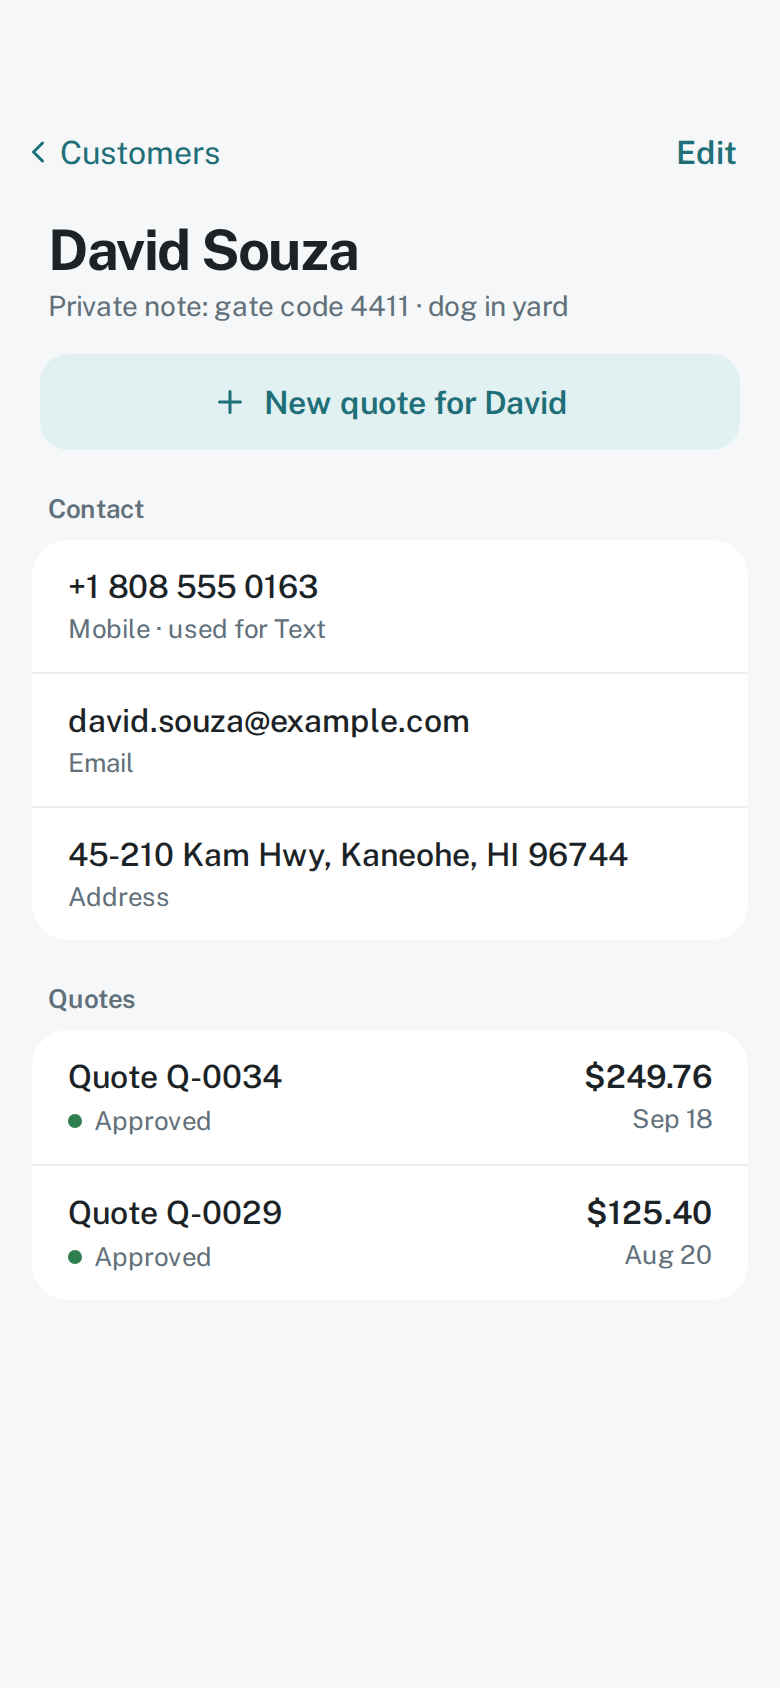 Customers
Edit
David Souza
Private note: gate code 4411 · dog in yard
New quote for David
Contact
+1 808 555 0163
Mobile · used for Text
david.souza@example.com
Email
45-210 Kam Hwy, Kaneohe, HI 96744
Address
Quotes
Quote Q-0034
$249.76
Approved
Sep 18
Quote Q-0029
$125.40
Approved
Aug 20